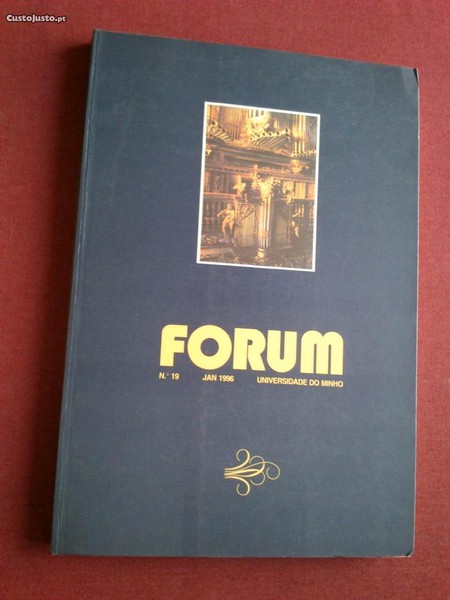 CustoJusto.pt
FORUM
N.º 19 JAN 1996 UNIVERSIDADE DO MINHO